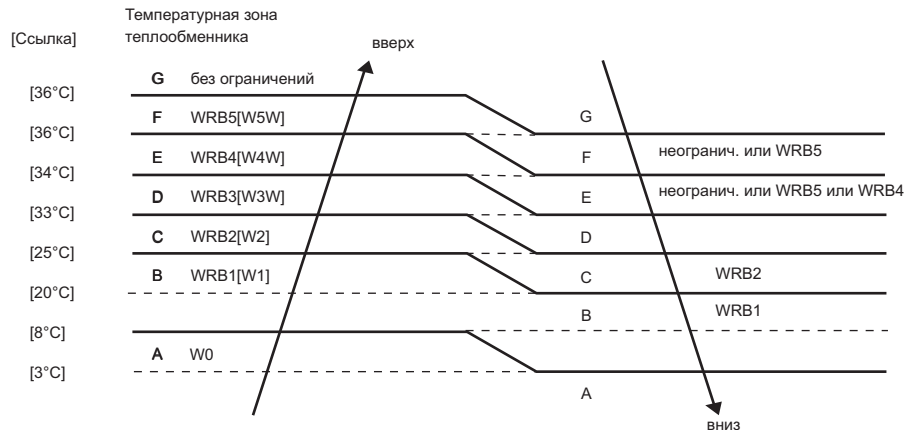 Температурная зона
[Ссылка] теплообменника
вверх
G без ограничений
[36°C]
F WRB5[W5W] G
[36°C]
E WRB4[W4W] F неогранич. или WRB5
[34°C]
D WRB3[W3W] E неогранич. или WRB5 или WRB4
[33°C]
C WRB2[W2] D
[25°C]
B WRB1[W1] C WRB2
[20°C]
B WRB1
[8°C]
A W0
[3°C]
A
вниз